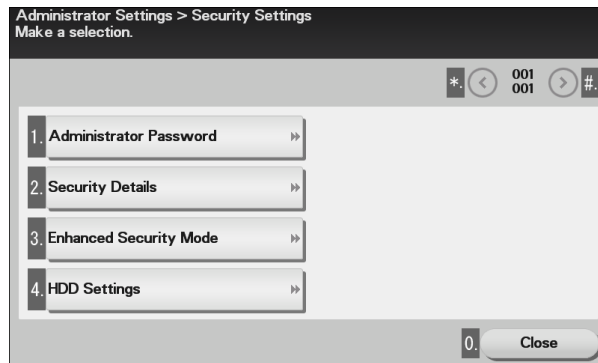 Administrator Settings > Security Settings
Make a selection.
*. 001 #.
001
1. Administrator Password
2. Security Details
3. Enhanced Security Mode
4. HDD Settings
0. Close